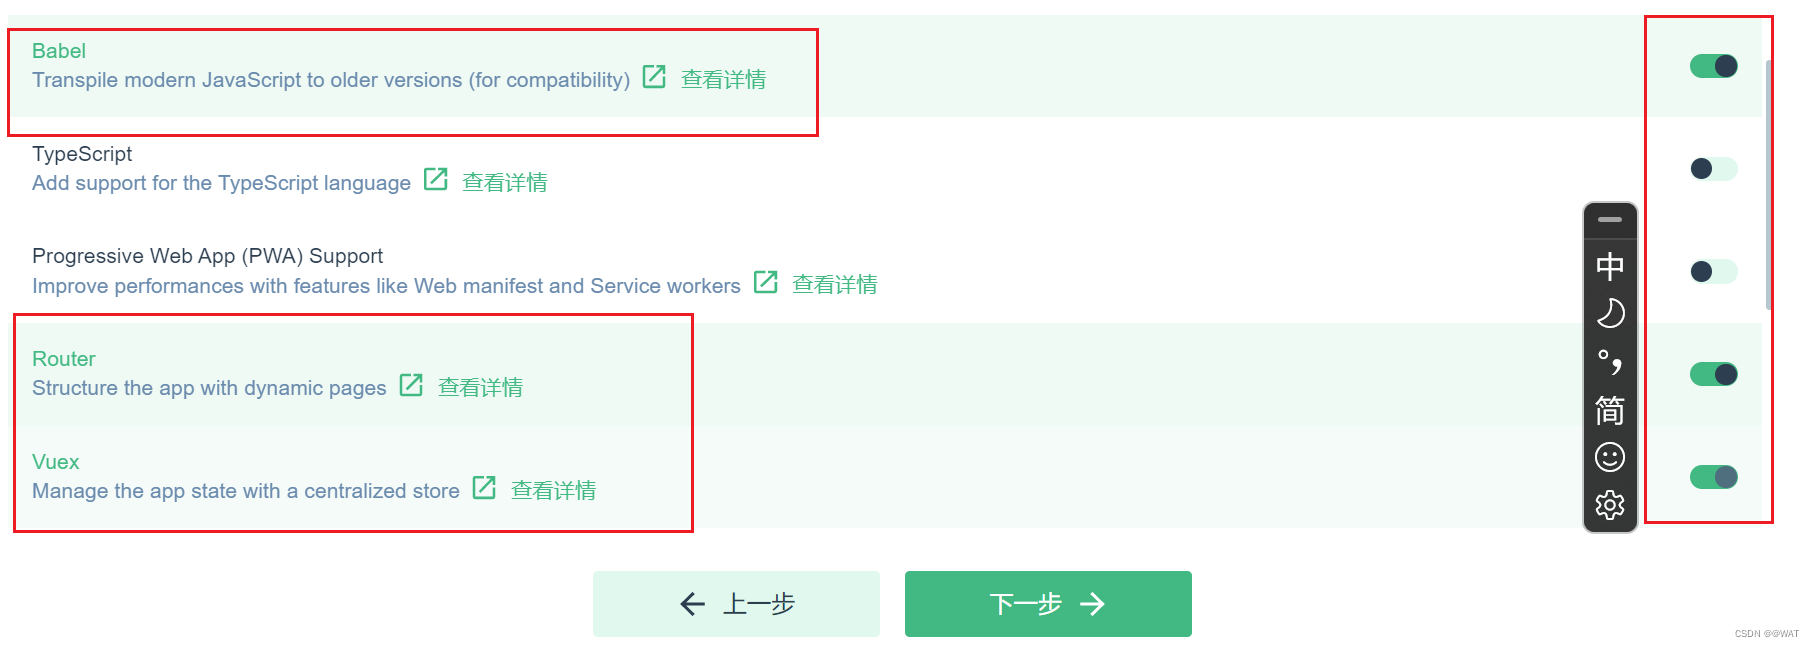 Babel
Transpile modern JavaScript to older versions (for compatibility) 查看详情
TypeScript
Add support for the TypeScript language 查看详情
Progressive Web App (PWA) Support
Improve performances with features like Web manifest and Service workers 查看详情
Router
Structure the app with dynamic pages 查看详情
Vuex
Manage the app state with a centralized store 查看详情
中
简
上一步
下一步
CSDN @@WAT